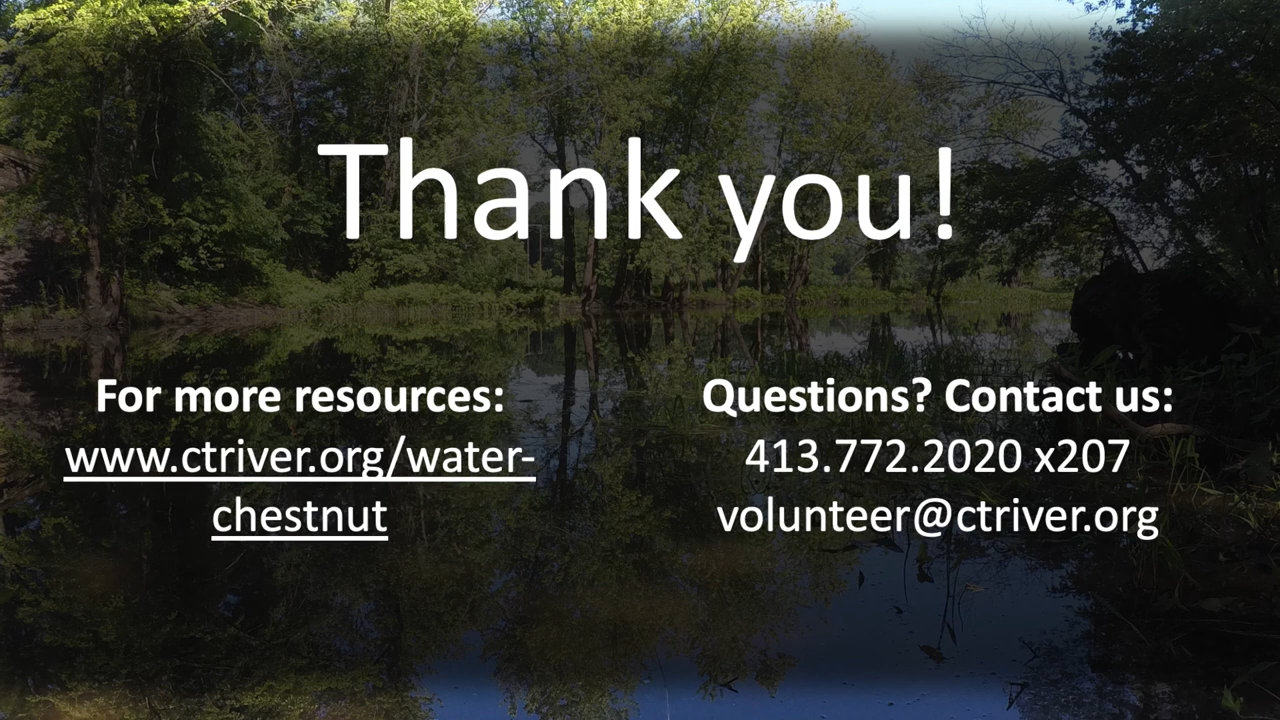 Thank you!
For more resources:
www.ctriver.org/water-
chestnut
Questions? Contact us:
413.772.2020 x207
volunteer@ctriver.org